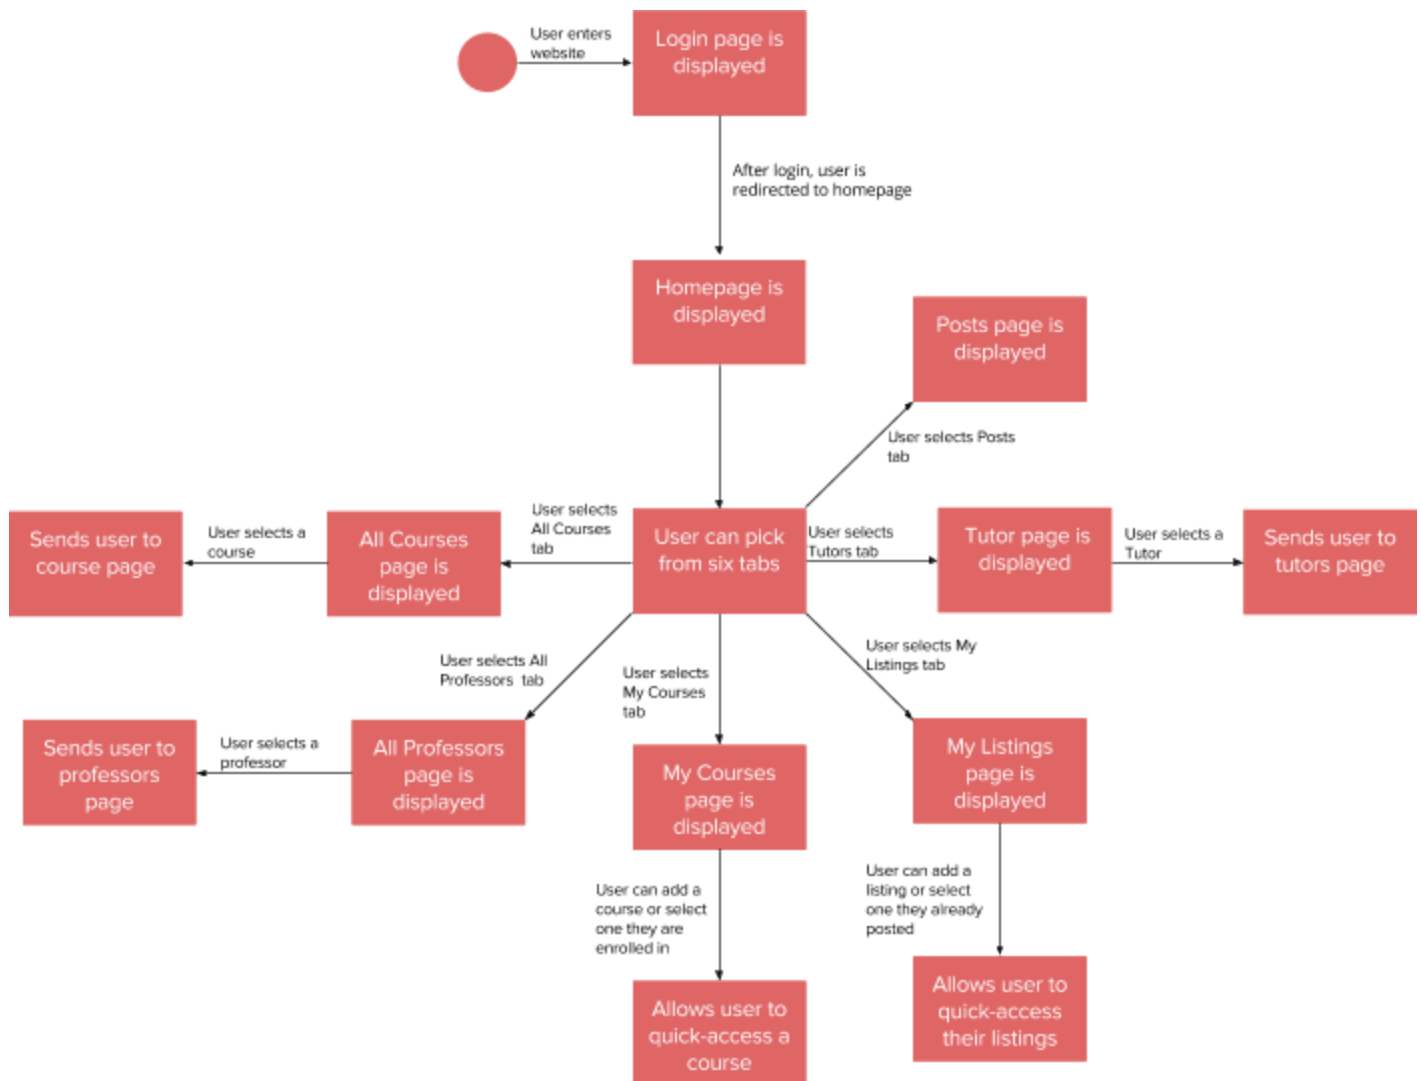 User enters
website
Login page is
displayed
After login, user is
redirected to homepage
Homepage is
displayed
Posts page is
displayed
User selects Posts
tab
Sends user to
course page
User selects a
course
All Courses
page is
displayed
User selects
All Courses
tab
User can pick
from six tabs
User selects
Tutors tab
Tutor page is
displayed
User selects a
Tutor
Sends user to
tutors page
User selects All
Professors tab
User selects
My Courses
tab
User selects My
Listings tab
Sends user to
professors
page
User selects a
professor
All Professors
page is
displayed
My Courses
page is
displayed
My Listings
page is
displayed
User can add a
course or select
one they are
enrolled in
User can add a
listing or select
one they already
posted
Allows user to
quick-access a
course
Allows user to
quick-access
their listings